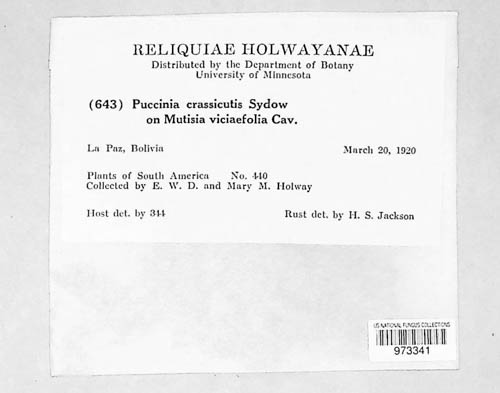 RELIQUIAE HOLWAYANAE
Distributed by the Department of Botany
University of Minnesota
(643) Puccinia crassicutis Sydow
on Mutisia viciaefolia Cav.
La Paz, Bolivia March 20, 1920
Plants of South America No. 440
Collected by E. W. D. and Mary M. Holway
Host det. by 344 Rust det. by H. S. Jackson
US NATIONAL FUNGUS COLLECTIONS
973341